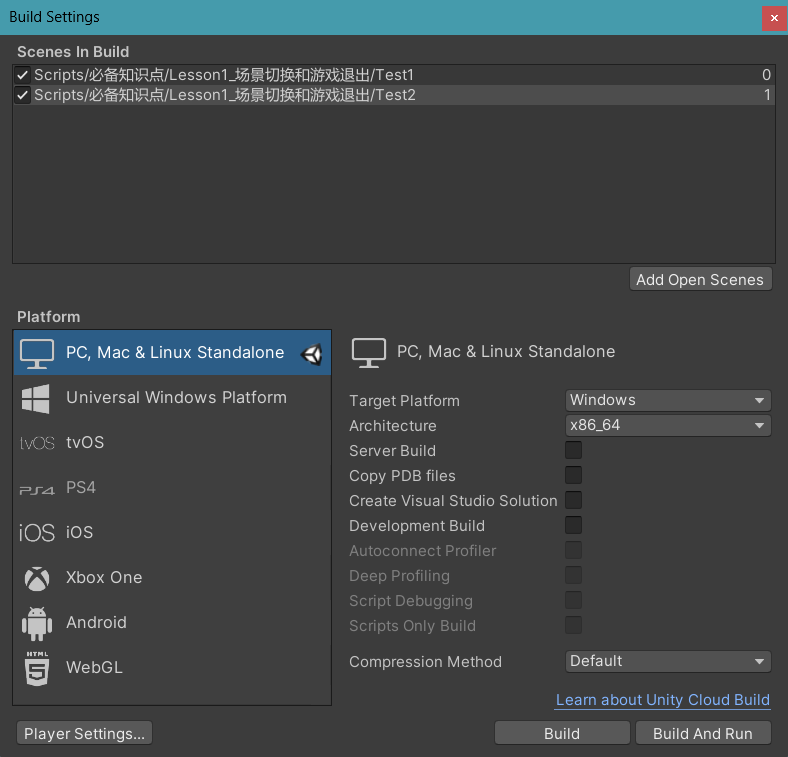 Build Settings
×
Scenes In Build
Scripts/必备知识点/Lesson1_场景切换和游戏退出/Test1 0
Scripts/必备知识点/Lesson1_场景切换和游戏退出/Test2 1
Add Open Scenes
Platform
PC, Mac & Linux Standalone
Universal Windows Platform
tvOS tvOS
PS4 PS4
iOS iOS
Xbox One
Android
HTML
5 WebGL
PC, Mac & Linux Standalone
Target Platform Windows
Architecture x86_64
Server Build
Copy PDB files
Create Visual Studio Solution
Development Build
Autoconnect Profiler
Deep Profiling
Script Debugging
Scripts Only Build
Compression Method Default
Learn about Unity Cloud Build
Player Settings... Build Build And Run